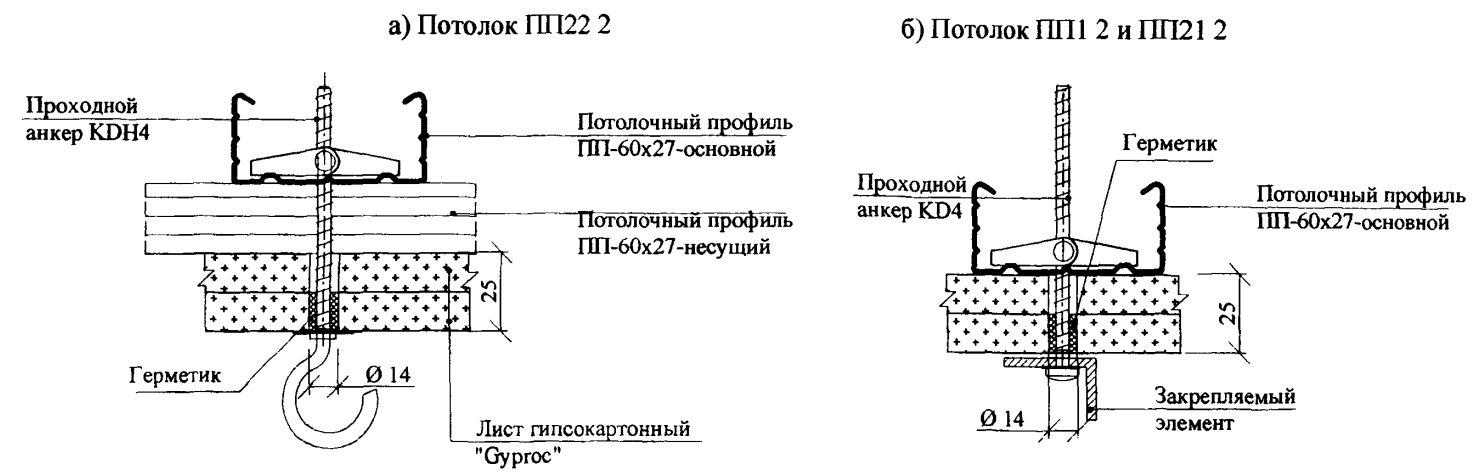 а) Потолок ПП22 2
Проходной
анкер KDH4
Потолочный профиль
ПП-60х27-основной
Потолочный профиль
ПП-60х27-несущий
25
Герметик
Ø 14
Лист гипсокартонный
"Gyproc"
б) Потолок ПП1 2 и ПП21 2
Герметик
Проходной
анкер KD4
Потолочный профиль
ПП-60х27-основной
25
Ø 14
Закрепляемый
элемент